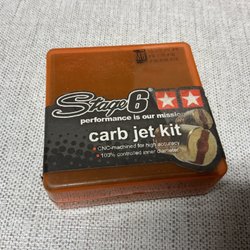 Stage6
performance is our mission
carb jet kit
CNC-machined for high accuracy
100% controlled inner diameter